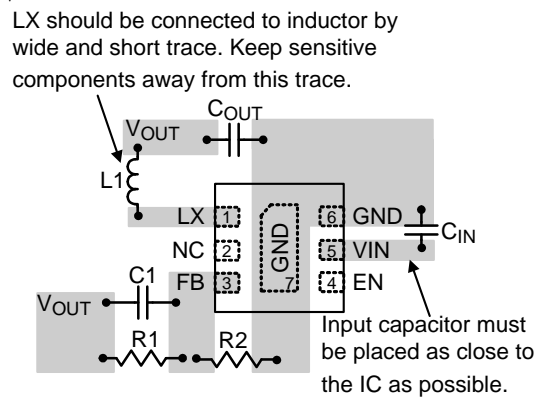 LX should be connected to inductor by
wide and short trace. Keep sensitive
components away from this trace.
COUT
VOUT
L1
LX 1 6 GND
CIN
NC 2 GND 5 VIN
FB 3 7 4 EN
C1
VOUT
R1 R2
Input capacitor must
be placed as close to
the IC as possible.